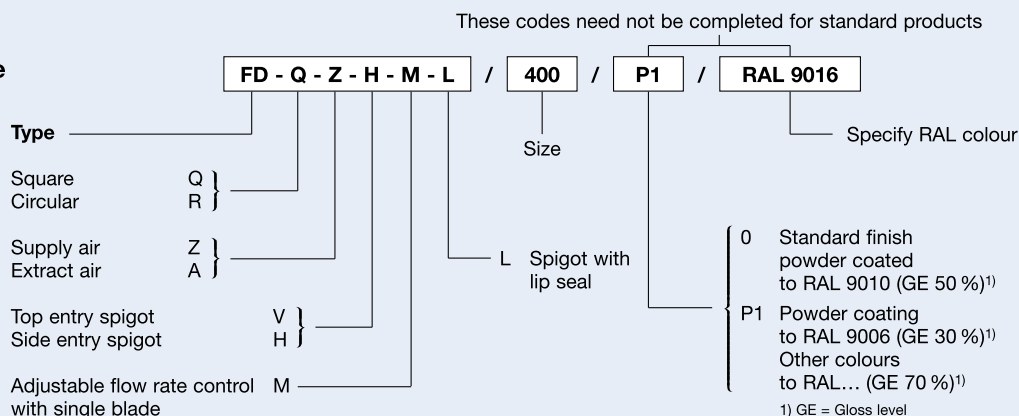 These codes need not be completed for standard products
e
FD - Q - Z - H - M - L / 400 / P1 / RAL 9016
Type
Size
Specify RAL colour
Square Q
Circular R
Supply air Z
Extract air A
L Spigot with
lip seal
Top entry spigot V
Side entry spigot H
Adjustable flow rate control M
with single blade
0 Standard finish
powder coated
to RAL 9010 (GE 50 %)1)
P1 Powder coating
to RAL 9006 (GE 30 %)1)
Other colours
to RAL... (GE 70 %)1)
1) GE = Gloss level